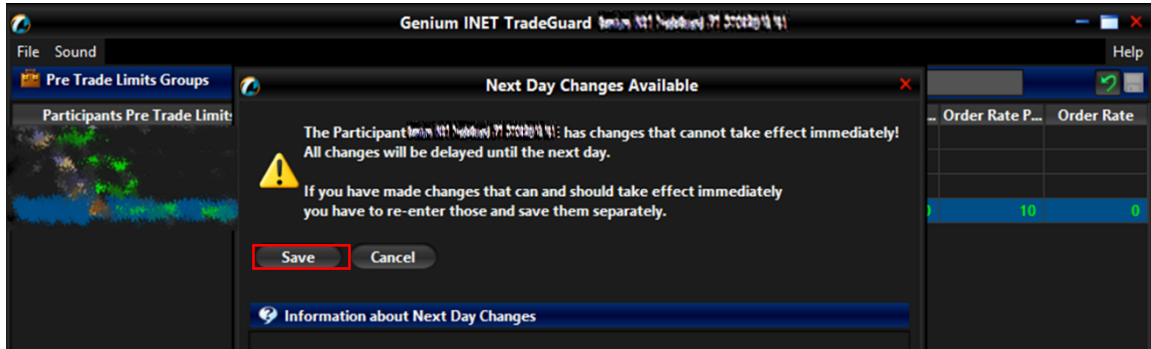 Genium INET TradeGuard
File Sound Help
Pre Trade Limits Groups
Next Day Changes Available
Participants Pre Trade Limit
... Order Rate P... Order Rate
The Participant has changes that cannot take effect immediately!
All changes will be delayed until the next day.
If you have made changes that can and should take effect immediately
you have to re-enter those and save them separately.
10 0
Save Cancel
Information about Next Day Changes